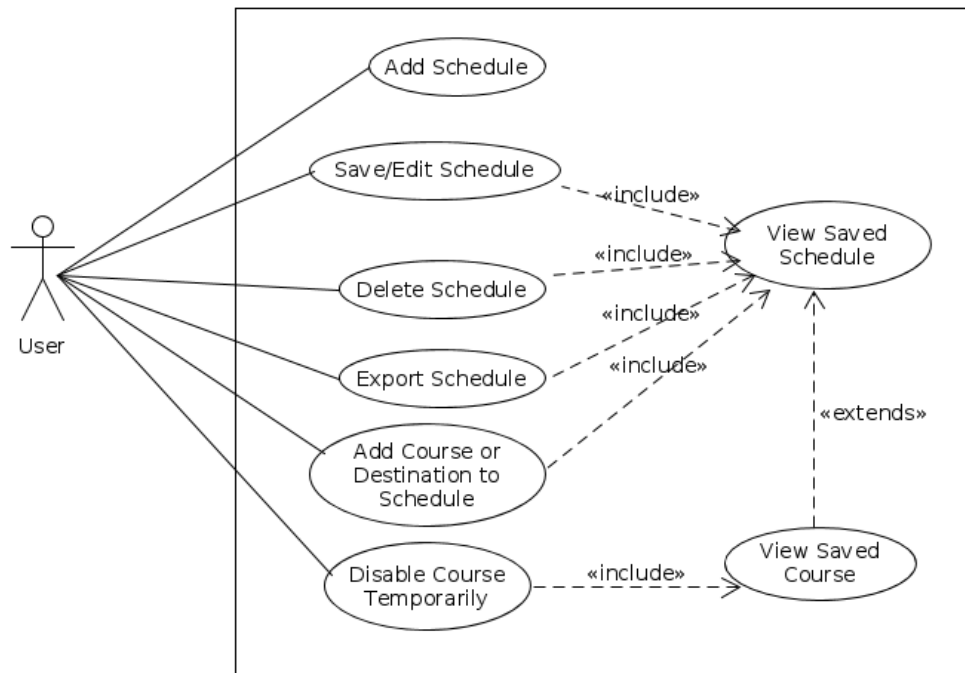 Add Schedule
Save/Edit Schedule
«include»
View Saved
Schedule
«include»
Delete Schedule
«include»
User
Export Schedule
«include»
«extends»
Add Course or
Destination to
Schedule
View Saved
Course
Disable Course
Temporarily
«include»